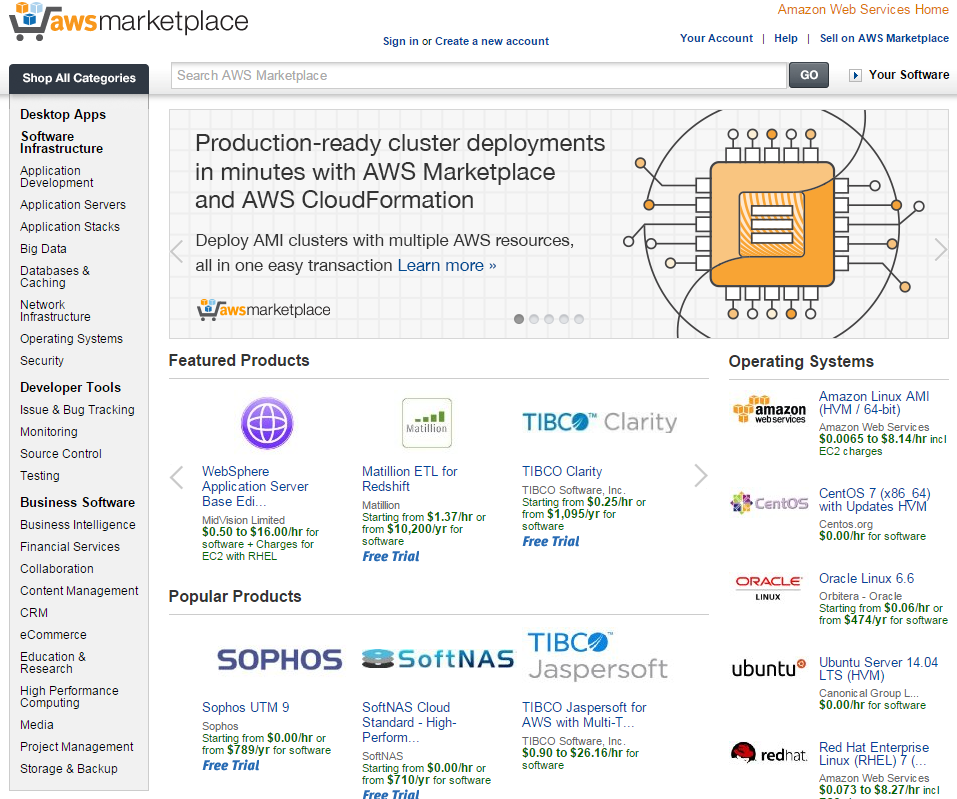 awsmarketplace
Amazon Web Services Home
Sign in or Create a new account
Your Account | Help | Sell on AWS Marketplace
Shop All Categories
Search AWS Marketplace
GO
Your Software
Desktop Apps
Software
Infrastructure
Application
Development
Application Servers
Application Stacks
Big Data
Databases &
Caching
Network
Infrastructure
Operating Systems
Security
Developer Tools
Issue & Bug Tracking
Monitoring
Source Control
Testing
Business Software
Business Intelligence
Financial Services
Collaboration
Content Management
CRM
eCommerce
Education &
Research
High Performance
Computing
Media
Project Management
Storage & Backup
Production-ready cluster deployments
in minutes with AWS Marketplace
and AWS CloudFormation
Deploy AMI clusters with multiple AWS resources,
all in one easy transaction Learn more »
awsmarketplace
Featured Products
WebSphere
Application Server
Base Edi...
MidVision Limited
$0.50 to $16.00/hr for
software + Charges for
EC2 with RHEL
Matillion
Matillion ETL for
Redshift
Matillion
Starting from $1.37/hr or
from $10,200/yr for
software
Free Trial
TIBCO™ Clarity
TIBCO Clarity
TIBCO Software, Inc.
Starting from $0.25/hr or
from $1,095/yr for
software
Free Trial
Popular Products
SOPHOS
Sophos UTM 9
Sophos
Starting from $0.00/hr or
from $789/yr for software
Free Trial
SoftNAS
SoftNAS Cloud
Standard - High-
Perform...
SoftNAS
Starting from $0.00/hr or
from $710/yr for software
Free Trial
TIBCO™
Jaspersoft
TIBCO Jaspersoft for
AWS with Multi-T...
TIBCO Software, Inc.
$0.90 to $26.16/hr for
software
Operating Systems
amazon
web services
Amazon Linux AMI
(HVM / 64-bit)
Amazon Web Services
$0.0065 to $8.14/hr incl
EC2 charges
CentOS
CentOS 7 (x86_64)
with Updates HVM
Centos.org
$0.00/hr for software
ORACLE
LINUX
Oracle Linux 6.6
Orbitera - Oracle
Starting from $0.06/hr or
from $474/yr for software
ubuntu
Ubuntu Server 14.04
LTS (HVM)
Canonical Group L...
$0.00/hr for software
redhat.
Red Hat Enterprise
Linux (RHEL) 7 (...
Amazon Web Services
$0.073 to $8.27/hr incl